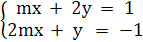 mx + 2y = 1
2mx + y = −1